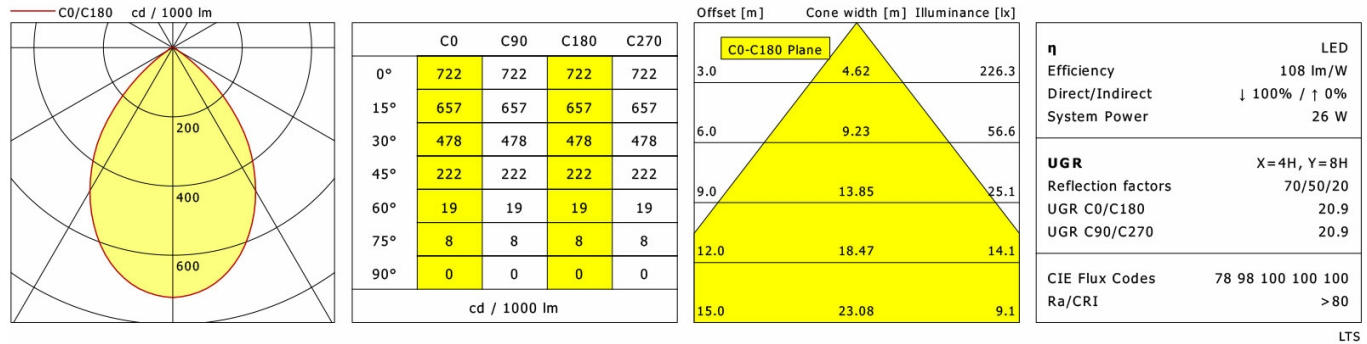 C0/C180 cd / 1000 lm
200
400
600
C0 C90 C180 C270
0° 722 722 722 722
15° 657 657 657 657
30° 478 478 478 478
45° 222 222 222 222
60° 19 19 19 19
75° 8 8 8 8
90° 0 0 0 0
cd / 1000 lm
Offset [m] Cone width [m] Illuminance [lx]
C0-C180 Plane
3.0 4.62 226.3
6.0 9.23 56.6
9.0 13.85 25.1
12.0 18.47 14.1
15.0 23.08 9.1
η LED
Efficiency 108 lm/W
Direct/Indirect ↓ 100% / ↑ 0%
System Power 26 W
UGR X=4H, Y=8H
Reflection factors 70/50/20
UGR C0/C180 20.9
UGR C90/C270 20.9
CIE Flux Codes 78 98 100 100 100
Ra/CRI >80
LTS